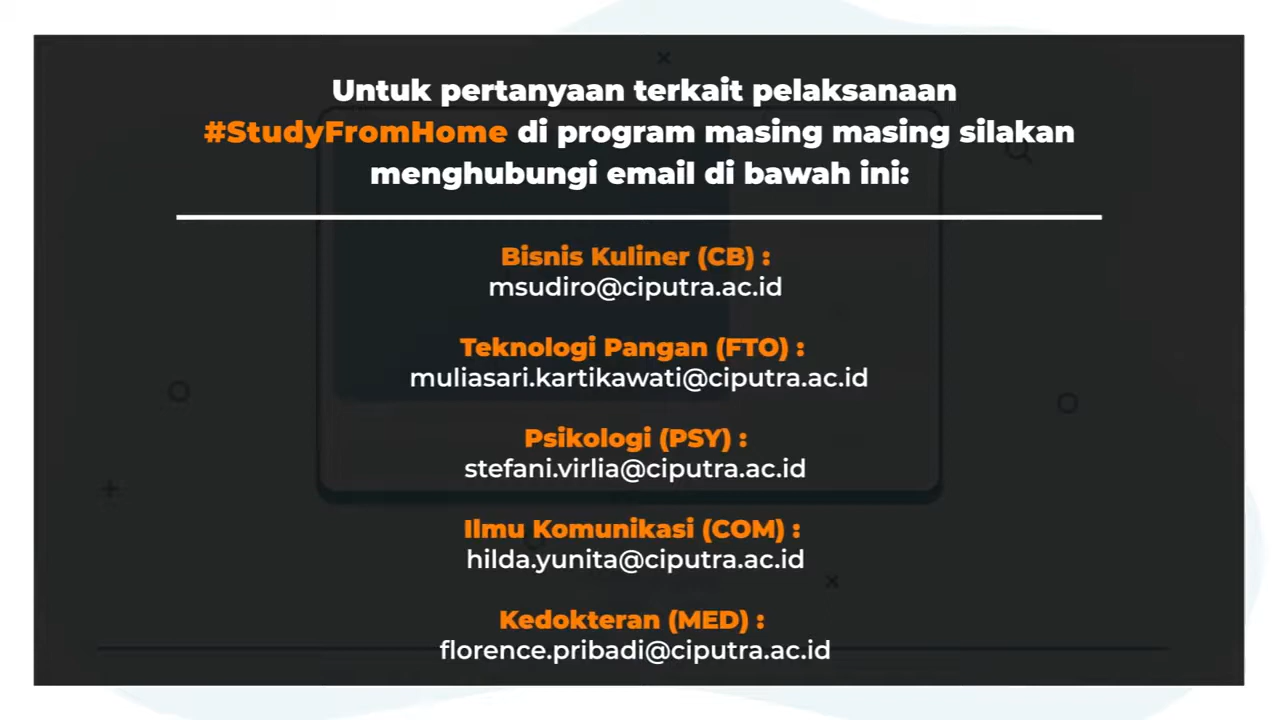 Untuk pertanyaan terkait pelaksanaan
#StudyFromHome di program masing masing silakan
menghubungi email di bawah ini:
Bisnis Kuliner (CB) :
msudiro@ciputra.ac.id
Teknologi Pangan (FTO) :
muliasari.kartikawati@ciputra.ac.id
Psikologi (PSY) :
stefani.virlia@ciputra.ac.id
Ilmu Komunikasi (COM) :
hilda.yunita@ciputra.ac.id
Kedokteran (MED) :
florence.pribadi@ciputra.ac.id